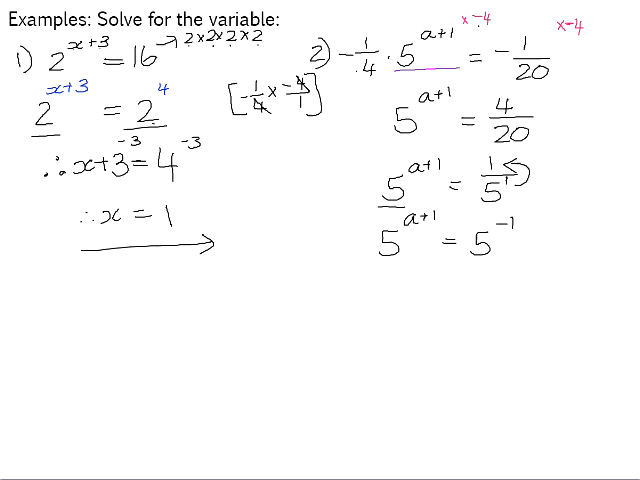 Examples: Solve for the variable:
1) 2^(x+3) = 16 → 2×2×2×2
2^(x+3) = 2^4
∴ x+3 = 4
-3 -3
∴ x = 1
[-1/4 × -4/1]
2) -1/4 · 5^(a+1) = -1/20
×-4 ×-4
5^(a+1) = 4/20
5^(a+1) = 1/5^1
5^(a+1) = 5^-1